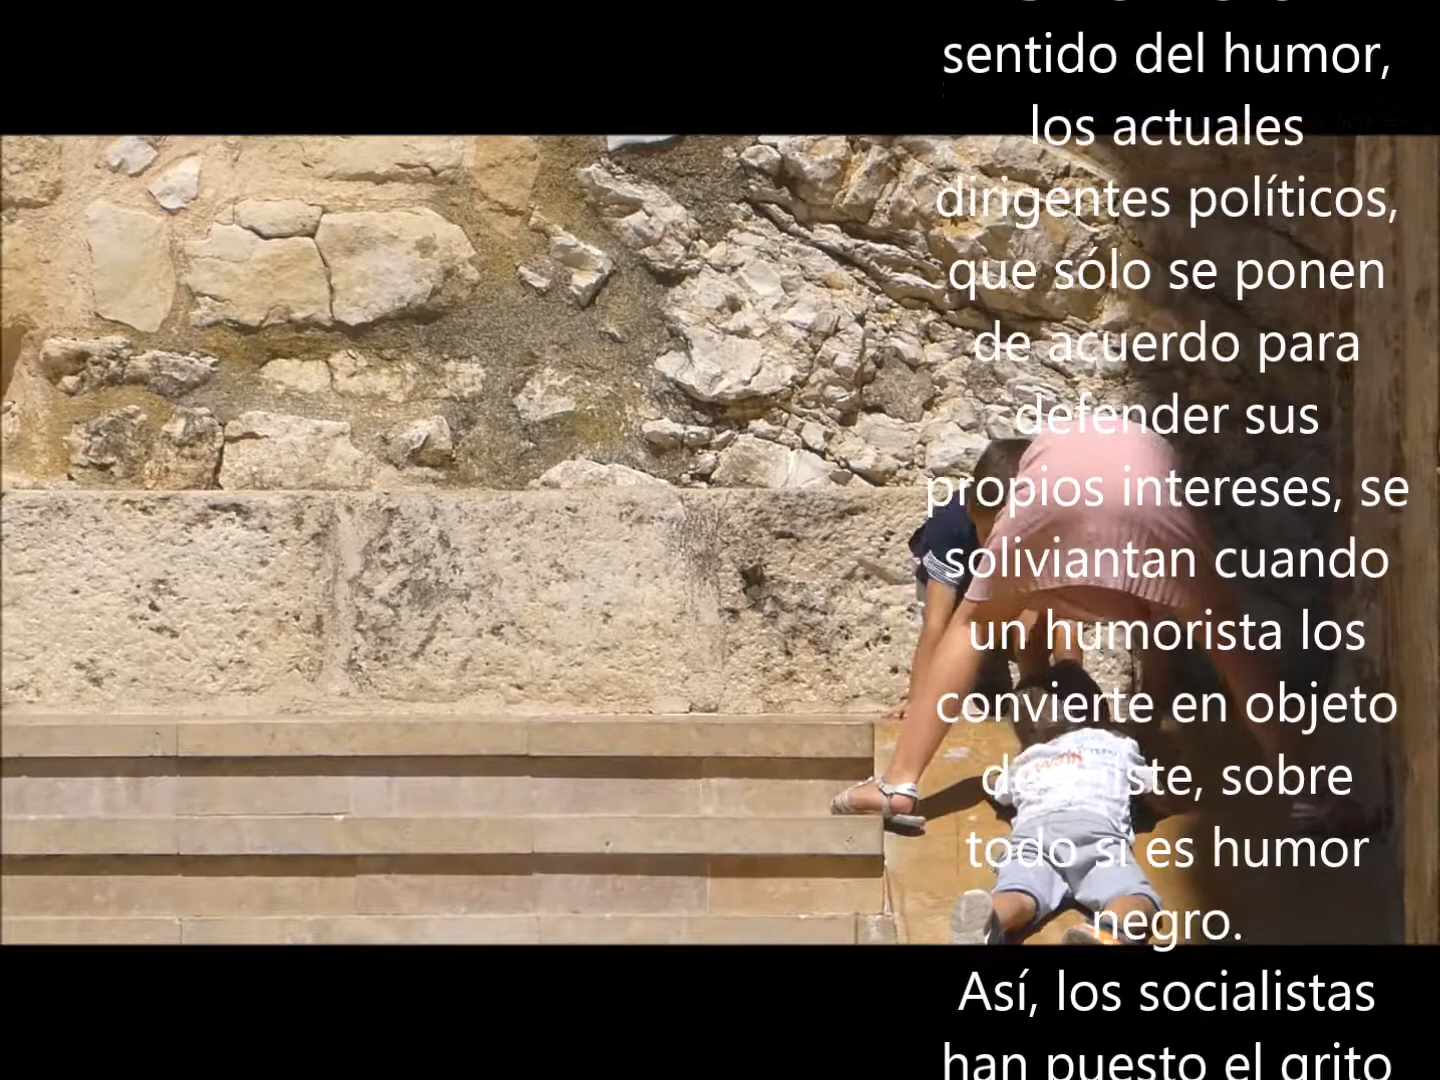 sentido del humor,
los actuales
dirigentes políticos,
que sólo se ponen
de acuerdo para
defender sus
propios intereses, se
soliviantan cuando
un humorista los
convierte en objeto
de chiste, sobre
todo si es humor
negro.
Así, los socialistas
han puesto el grito